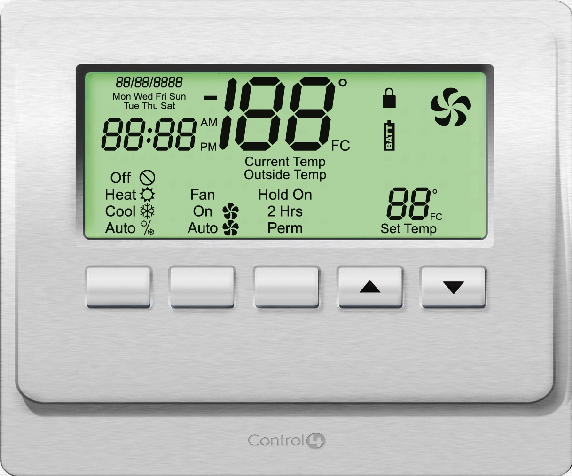 88/88/8888
Mon Wed Fri Sun
Tue Thu Sat
88:88 AM
PM
-188°
FC
Current Temp
Outside Temp
BATT
Off
Heat
Cool
Auto
Fan
On
Auto
Hold On
2 Hrs
Perm
88°
FC
Set Temp
Control4